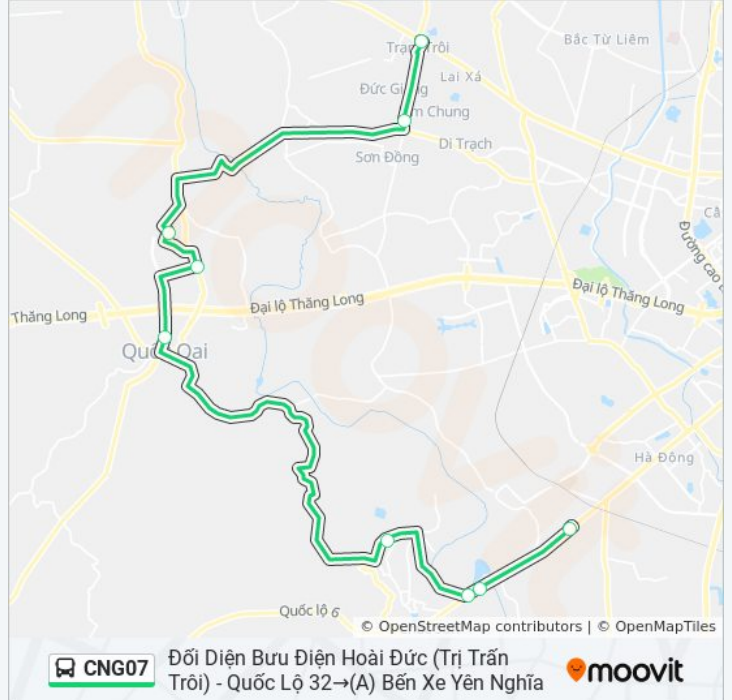 Trạm Trôi
Bắc Từ Liêm
Lai Xá
Đức Giang
m Chung
Di Trạch
Sơn Đồng
Đường cao
Đại lộ Thăng Long
Đại lộ Thăng Long
Thăng Long
Quốc Oai
Hà Đông
Quốc lộ 6
© OpenStreetMap contributors | © OpenMapTiles
CNG07
Đối Diện Bưu Điện Hoài Đức (Trị Trấn
Trôi) - Quốc Lộ 32→(A) Bến Xe Yên Nghĩa
moovit